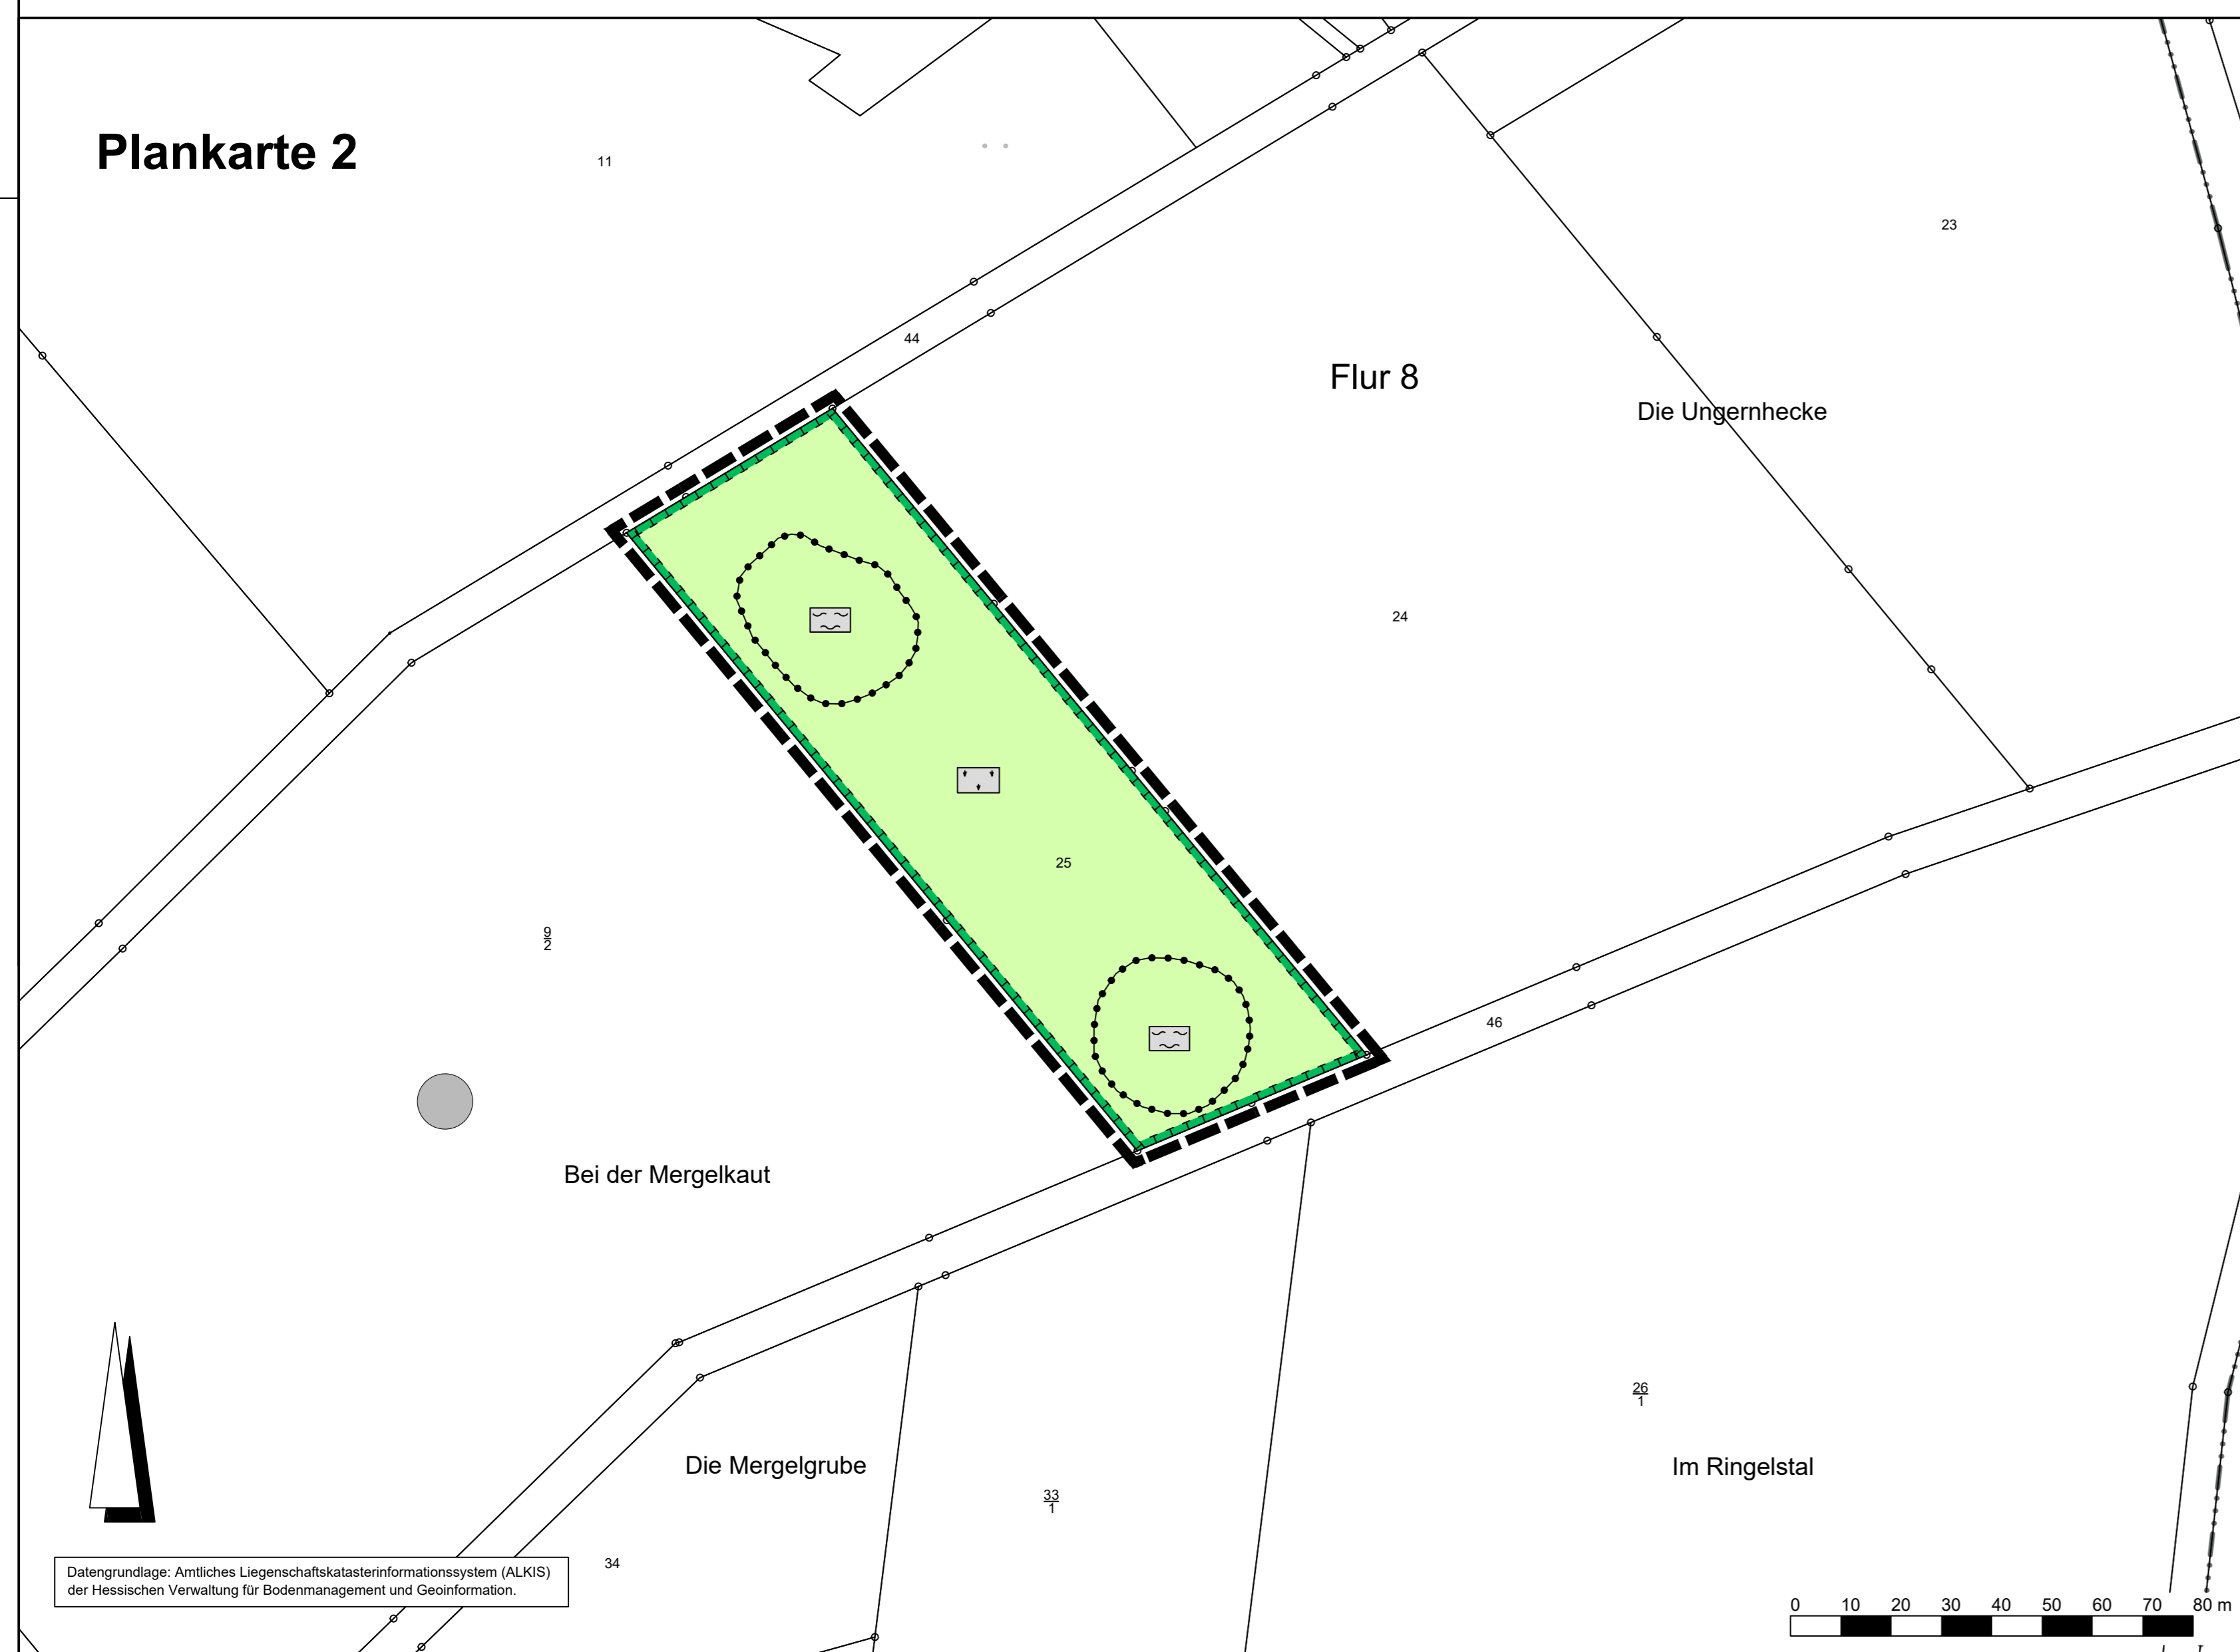 Plankarte 2
11
23
44
Flur 8
Die Ungernhecke
24
25
9
2
46
Bei der Mergelkaut
26
1
Die Mergelgrube
Im Ringelstal
33
1
34
Datengrundlage: Amtliches Liegenschaftskatasterinformationssystem (ALKIS)
der Hessischen Verwaltung für Bodenmanagement und Geoinformation.
0 10 20 30 40 50 60 70 80 m